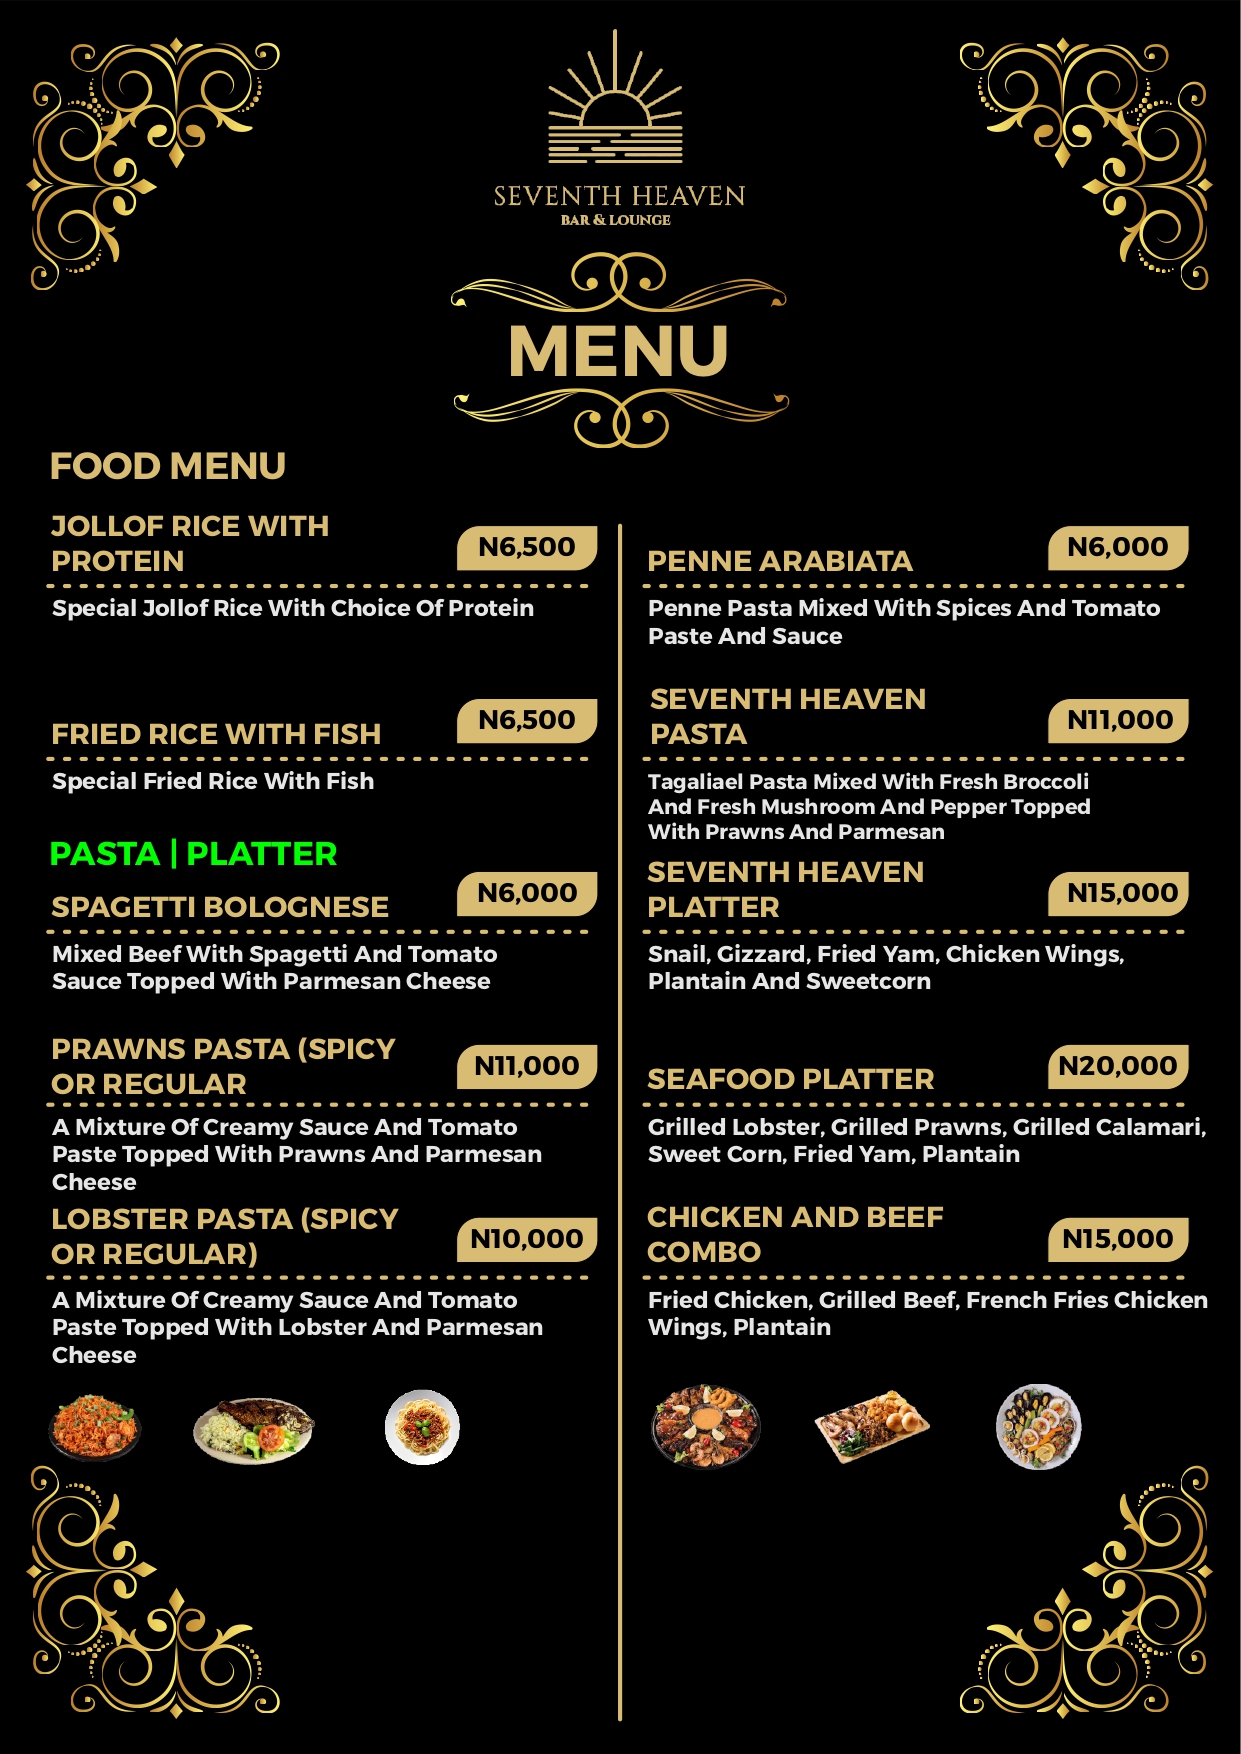 SEVENTH HEAVEN
BAR & LOUNGE
MENU
FOOD MENU
JOLLOF RICE WITH
PROTEIN
N6,500
Special Jollof Rice With Choice Of Protein
FRIED RICE WITH FISH
N6,500
Special Fried Rice With Fish
PASTA | PLATTER
SPAGETTI BOLOGNESE
N6,000
Mixed Beef With Spagetti And Tomato
Sauce Topped With Parmesan Cheese
PRAWNS PASTA (SPICY
OR REGULAR
N11,000
A Mixture Of Creamy Sauce And Tomato
Paste Topped With Prawns And Parmesan
Cheese
LOBSTER PASTA (SPICY
OR REGULAR)
N10,000
A Mixture Of Creamy Sauce And Tomato
Paste Topped With Lobster And Parmesan
Cheese
PENNE ARABIATA
N6,000
Penne Pasta Mixed With Spices And Tomato
Paste And Sauce
SEVENTH HEAVEN
PASTA
N11,000
Tagaliael Pasta Mixed With Fresh Broccoli
And Fresh Mushroom And Pepper Topped
With Prawns And Parmesan
SEVENTH HEAVEN
PLATTER
N15,000
Snail, Gizzard, Fried Yam, Chicken Wings,
Plantain And Sweetcorn
SEAFOOD PLATTER
N20,000
Grilled Lobster, Grilled Prawns, Grilled Calamari,
Sweet Corn, Fried Yam, Plantain
CHICKEN AND BEEF
COMBO
N15,000
Fried Chicken, Grilled Beef, French Fries Chicken
Wings, Plantain